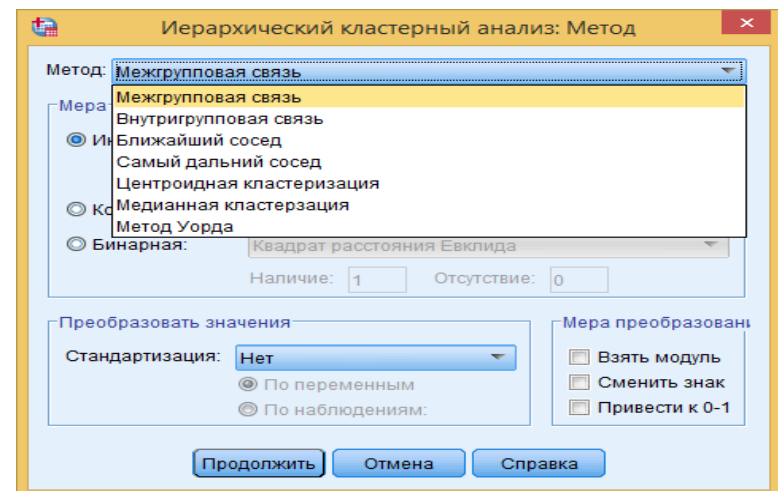 Иерархический кластерный анализ: Метод
Метод: Межгрупповая связь
Межгрупповая связь
Мера
Внутригрупповая связь
Ближайший сосед
Самый дальний сосед
Центроидная кластеризация
Медианная кластерзация
Метод Уорда
Бинарная: Квадрат расстояния Евклида
Наличие: 1 Отсутствие: 0
Преобразовать значения
Мера преобразован
Стандартизация: Нет
Взять модуль
По переменным
Сменить знак
По наблюдениям:
Привести к 0-1
Продолжить Отмена Справка